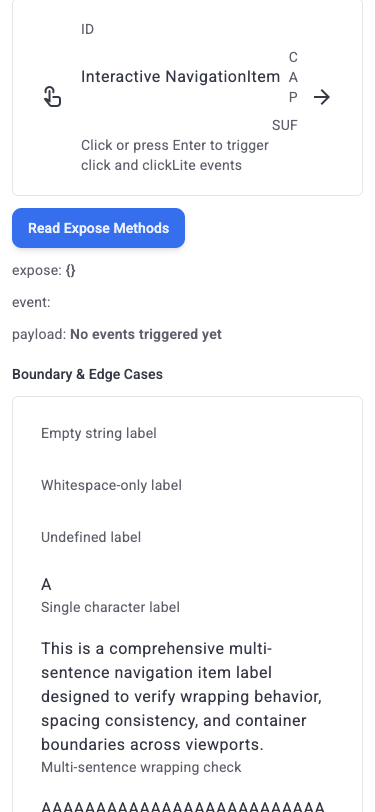 ID
C
Interactive NavigationItem A
P
SUF
Click or press Enter to trigger
click and clickLite events
Read Expose Methods
expose: {}
event:
payload: No events triggered yet
Boundary & Edge Cases
Empty string label
Whitespace-only label
Undefined label
A
Single character label
This is a comprehensive multi-
sentence navigation item label
designed to verify wrapping behavior,
spacing consistency, and container
boundaries across viewports.
Multi-sentence wrapping check
AAAAAAAAAAAAAAAAAAAAAAAAAA